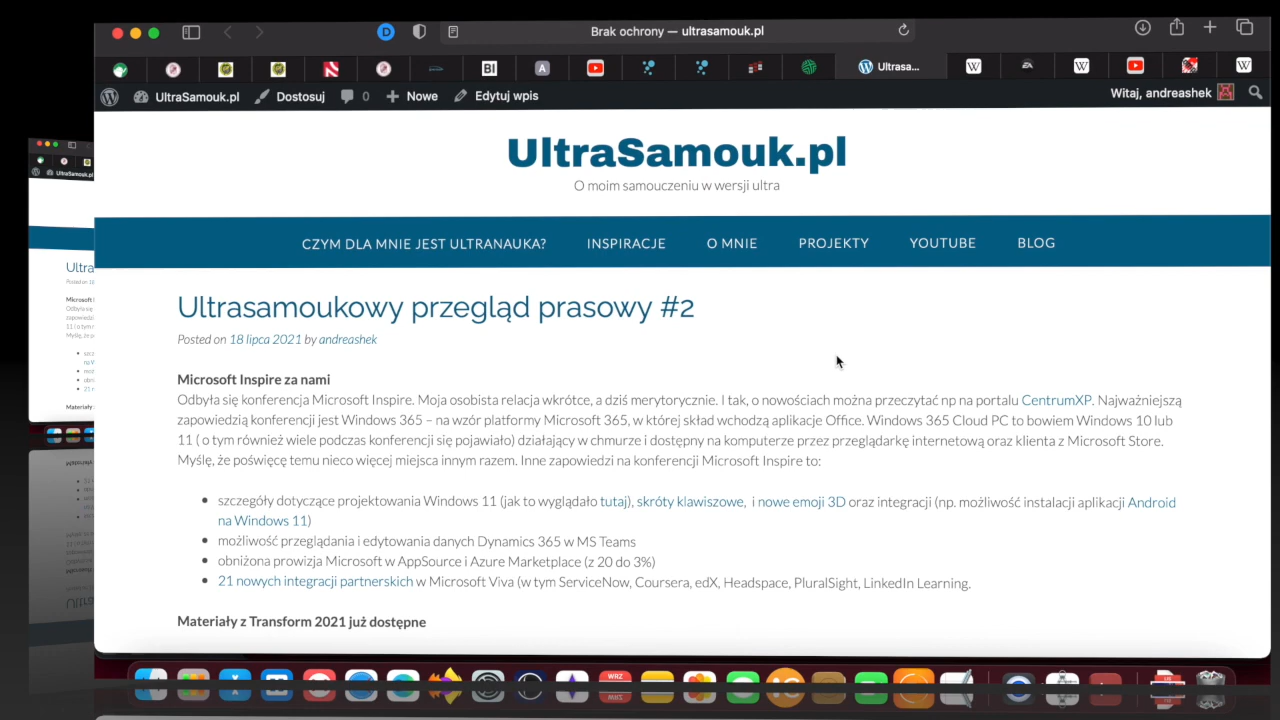 Brak ochrony — ultrasamouk.pl
Ultrasa...
UltraSamouk.pl Dostosuj 0 Nowe Edytuj wpis Witaj, andreashek
UltraSamouk.pl
O moim samouczeniu w wersji ultra
CZYM DLA MNIE JEST ULTRANAUKA? INSPIRACJE O MNIE PROJEKTY YOUTUBE BLOG
Ultrasamoukowy przegląd prasowy #2
Posted on 18 lipca 2021 by andreashek
Microsoft Inspire za nami
Odbyła się konferencja Microsoft Inspire. Moja osobista relacja wkrótce, a dziś merytorycznie. I tak, o nowościach można przeczytać np na portalu CentrumXP. Najważniejszą
zapowiedzią konferencji jest Windows 365 – na wzór platformy Microsoft 365, w której skład wchodzą aplikacje Office. Windows 365 Cloud PC to bowiem Windows 10 lub
11 ( o tym również wiele podczas konferencji się pojawiało) działający w chmurze i dostępny na komputerze przez przeglądarkę internetową oraz klienta z Microsoft Store.
Myślę, że poświęcę temu nieco więcej miejsca innym razem. Inne zapowiedzi na konferencji Microsoft Inspire to:
szczegóły dotyczące projektowania Windows 11 (jak to wyglądało tutaj), skróty klawiszowe, i nowe emoji 3D oraz integracji (np. możliwość instalacji aplikacji Android
na Windows 11)
możliwość przeglądania i edytowania danych Dynamics 365 w MS Teams
obniżona prowizja Microsoft w AppSource i Azure Marketplace (z 20 do 3%)
21 nowych integracji partnerskich w Microsoft Viva (w tym ServiceNow, Coursera, edX, Headspace, PluralSight, LinkedIn Learning.
Materiały z Transform 2021 już dostępne
WRZ